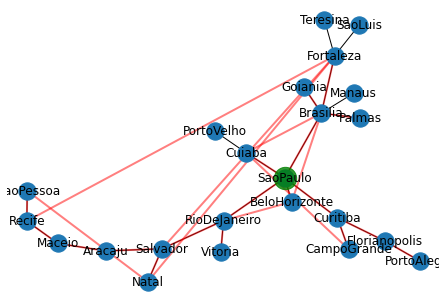 Teresina
SaoLuis
Fortaleza
Goiania
Manaus
Brasilia
Palmas
PortoVelho
Cuiaba
SaoPaulo
aoPessoa
BeloHorizonte
Recife
RioDeJaneiro
Curitiba
Maceio
Aracaju
Salvador
Vitoria
CampoGrande
Florianopolis
PortoAleg
Natal